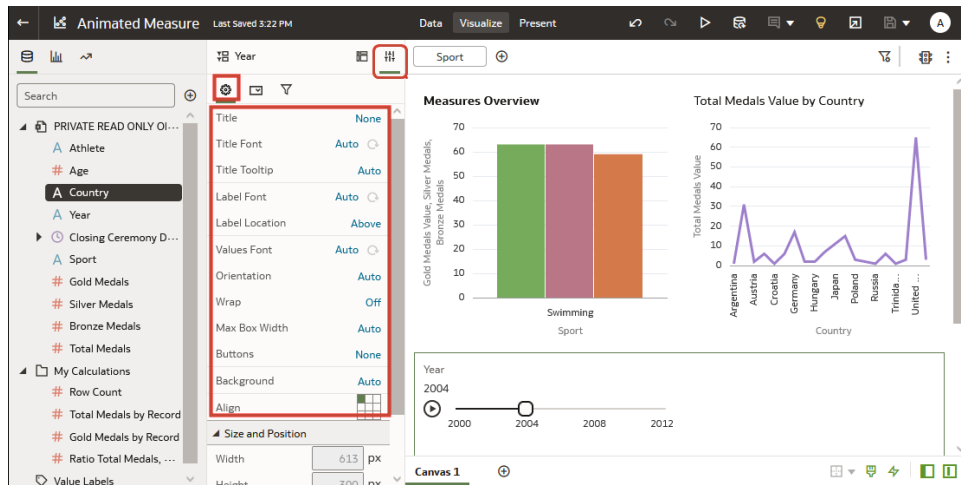 Animated Measure Last Saved 3:22 PM Data Visualize Present A
Search
PRIVATE READ ONLY Ol...
Athlete
Age
Country
Year
Closing Ceremony D...
Sport
Gold Medals
Silver Medals
Bronze Medals
Total Medals
My Calculations
Row Count
Total Medals by Record
Gold Medals by Record
Ratio Total Medals, ...
Value Labels
Year
Title None
Title Font Auto
Title Tooltip Auto
Label Font Auto
Label Location Above
Values Font Auto
Orientation Auto
Wrap Off
Max Box Width Auto
Buttons None
Background Auto
Align
Size and Position
Width 613 px
Height 300 px
Sport
Measures Overview
Gold Medals Value, Silver Medals,
Bronze Medals
70
60
50
40
30
20
10
0
Swimming
Sport
Total Medals Value by Country
Total Medals Value
70
60
50
40
30
20
10
0
Argentina
Austria
Croatia
Germany
Hungary
Japan
Poland
Russia
Trinida...
United ...
Country
Year
2004
2000 2004 2008 2012
Canvas 1